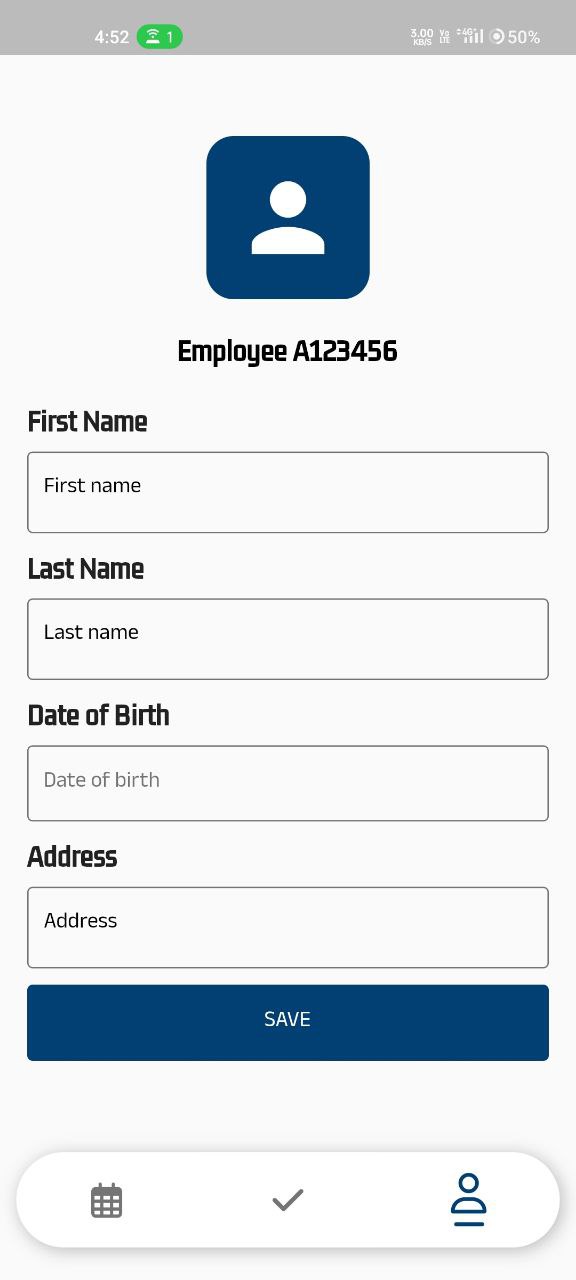 4:52 1 3.00 KB/S Vo LTE 4G+ 50%
Employee A123456
First Name
First name
Last Name
Last name
Date of Birth
Date of birth
Address
Address
SAVE